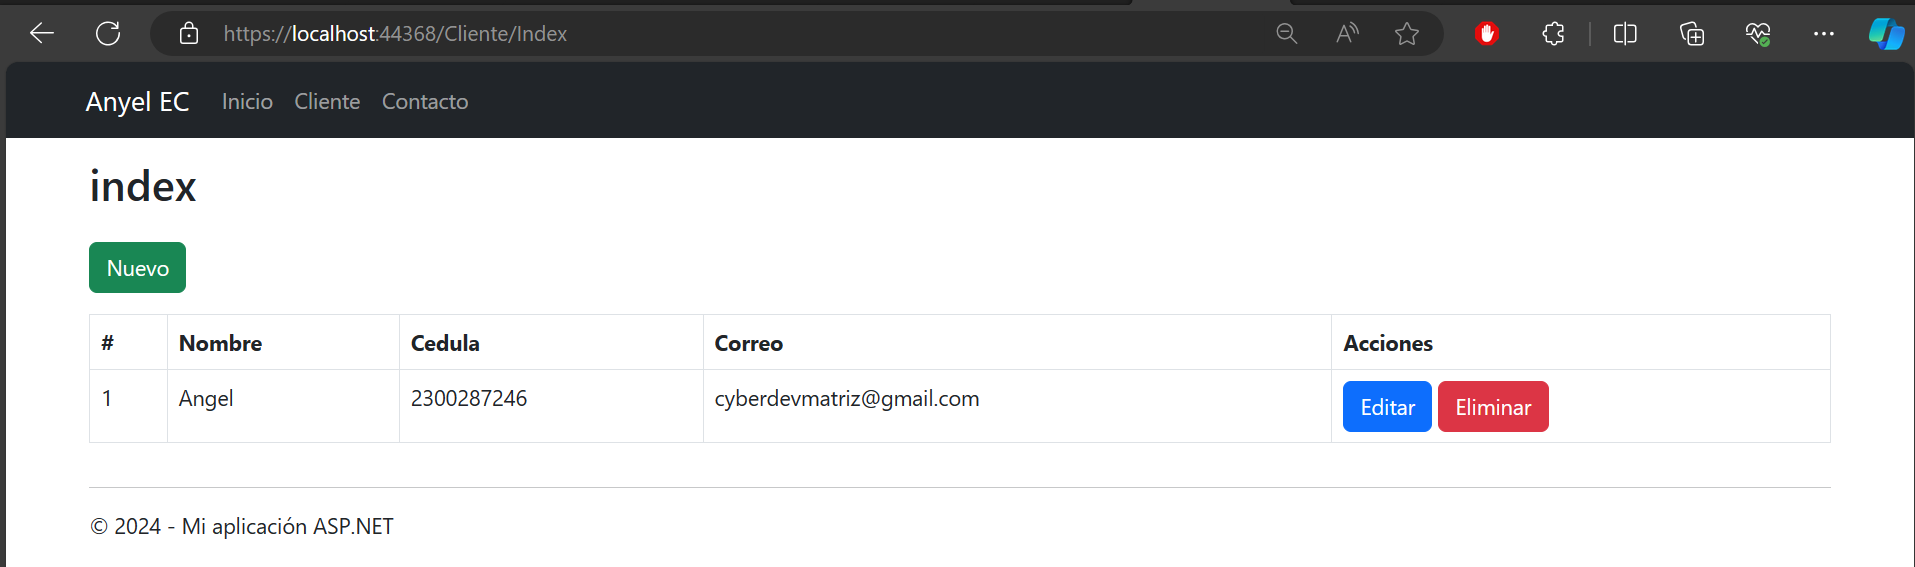 https://localhost:44368/Cliente/Index
Anyel EC Inicio Cliente Contacto
index
Nuevo
# Nombre Cedula Correo Acciones
1 Angel 2300287246 cyberdevmatriz@gmail.com Editar Eliminar
© 2024 - Mi aplicación ASP.NET